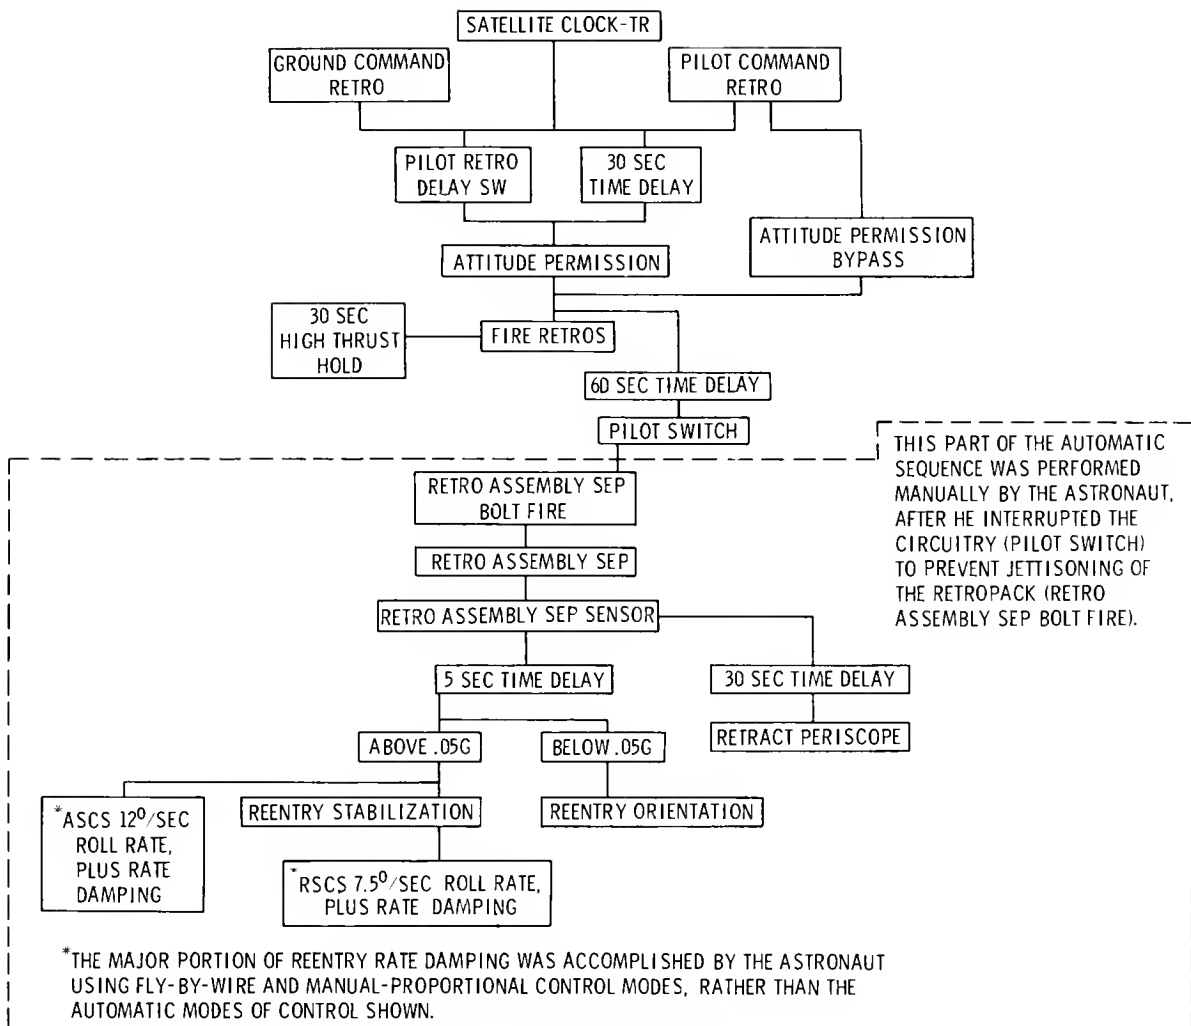 SATELLITE CLOCK-TR
GROUND COMMAND
RETRO
PILOT COMMAND
RETRO
PILOT RETRO
DELAY SW
30 SEC
TIME DELAY
ATTITUDE PERMISSION
BYPASS
ATTITUDE PERMISSION
30 SEC
HIGH THRUST
HOLD
FIRE RETROS
60 SEC TIME DELAY
PILOT SWITCH
THIS PART OF THE AUTOMATIC
SEQUENCE WAS PERFORMED
MANUALLY BY THE ASTRONAUT,
AFTER HE INTERRUPTED THE
CIRCUITRY (PILOT SWITCH)
TO PREVENT JETTISONING OF
THE RETROPACK (RETRO
ASSEMBLY SEP BOLT FIRE).
RETRO ASSEMBLY SEP
BOLT FIRE
RETRO ASSEMBLY SEP
RETRO ASSEMBLY SEP SENSOR
5 SEC TIME DELAY
30 SEC TIME DELAY
RETRACT PERISCOPE
ABOVE .05G
BELOW .05G
*ASCS 12⁰/SEC
ROLL RATE,
PLUS RATE
DAMPING
REENTRY STABILIZATION
REENTRY ORIENTATION
*RSCS 7.5⁰/SEC ROLL RATE,
PLUS RATE DAMPING
*THE MAJOR PORTION OF REENTRY RATE DAMPING WAS ACCOMPLISHED BY THE ASTRONAUT
USING FLY-BY-WIRE AND MANUAL-PROPORTIONAL CONTROL MODES, RATHER THAN THE
AUTOMATIC MODES OF CONTROL SHOWN.